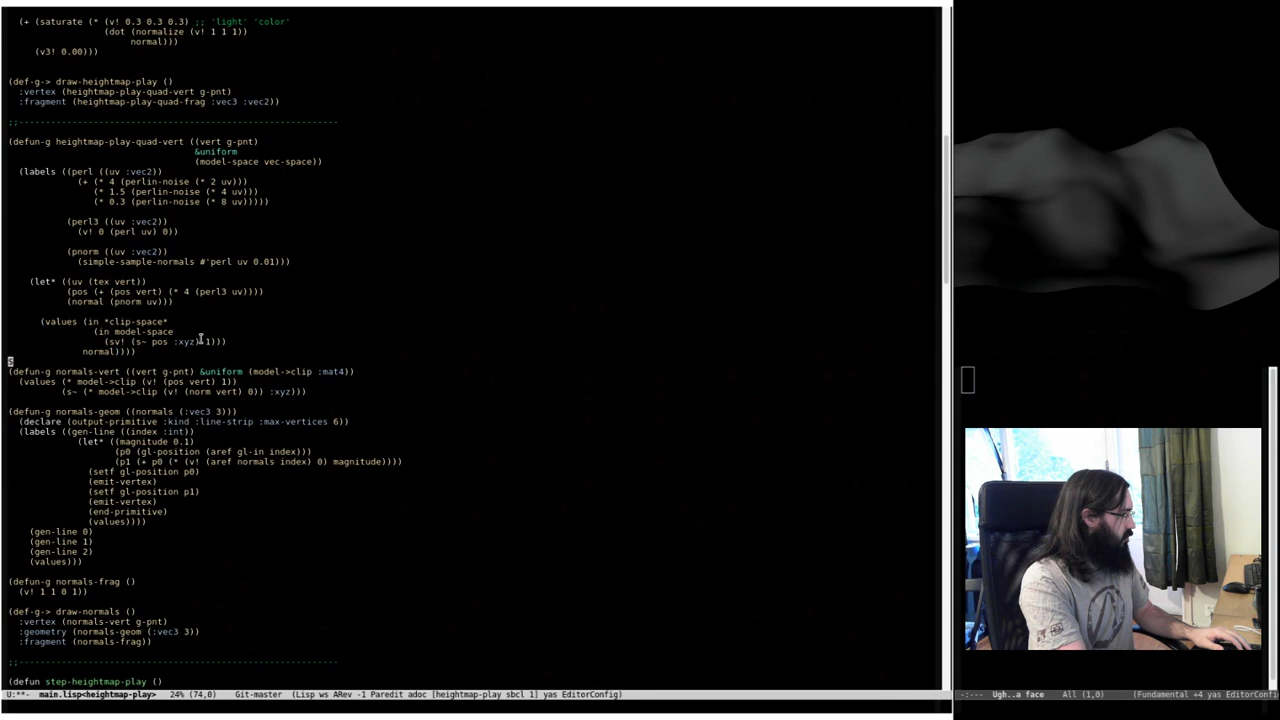 (+ (saturate (* (v! 0.3 0.3 0.3) ;; 'light' 'color'
(dot (normalize (v! 1 1 1))
normal)))
(v3! 0.00)))
(def-g-> draw-heightmap-play ()
:vertex (heightmap-play-quad-vert g-pnt)
:fragment (heightmap-play-quad-frag :vec3 :vec2))
;;------------------------------------------------------------
(defun-g heightmap-play-quad-vert ((vert g-pnt)
&uniform
(model-space vec-space))
(labels ((perl ((uv :vec2))
(+ (* 4 (perlin-noise (* 2 uv)))
(* 1.5 (perlin-noise (* 4 uv)))
(* 0.3 (perlin-noise (* 8 uv)))))
(perl3 ((uv :vec2))
(v! 0 (perl uv) 0))
(pnorm ((uv :vec2))
(simple-sample-normals #'perl uv 0.01)))
(let* ((uv (tex vert))
(pos (+ (pos vert) (* 4 (perl3 uv))))
(normal (pnorm uv)))
(values (in *clip-space*
(in model-space
(sv! (s~ pos :xyz) 1)))
normal))))
(defun-g normals-vert ((vert g-pnt) &uniform (model->clip :mat4))
(values (* model->clip (v! (pos vert) 1))
(s~ (* model->clip (v! (norm vert) 0)) :xyz)))
(defun-g normals-geom ((normals (:vec3 3)))
(declare (output-primitive :kind :line-strip :max-vertices 6))
(labels ((gen-line ((index :int))
(let* ((magnitude 0.1)
(p0 (gl-position (aref gl-in index)))
(p1 (+ p0 (* (v! (aref normals index) 0) magnitude))))
(setf gl-position p0)
(emit-vertex)
(setf gl-position p1)
(emit-vertex)
(end-primitive)
(values))))
(gen-line 0)
(gen-line 1)
(gen-line 2)
(values)))
(defun-g normals-frag ()
(v! 1 1 0 1))
(def-g-> draw-normals ()
:vertex (normals-vert g-pnt)
:geometry (normals-geom (:vec3 3))
:fragment (normals-frag))
;;------------------------------------------------------------
(defun step-heightmap-play ()
U:**- main.lisp<heightmap-play> 24% (74,0) Git-master (Lisp ws ARev -1 Paredit adoc [heightmap-play sbcl 1] yas EditorConfig)
-:--- Ugh..a face All (1,0) (Fundamental +4 yas EditorConfi